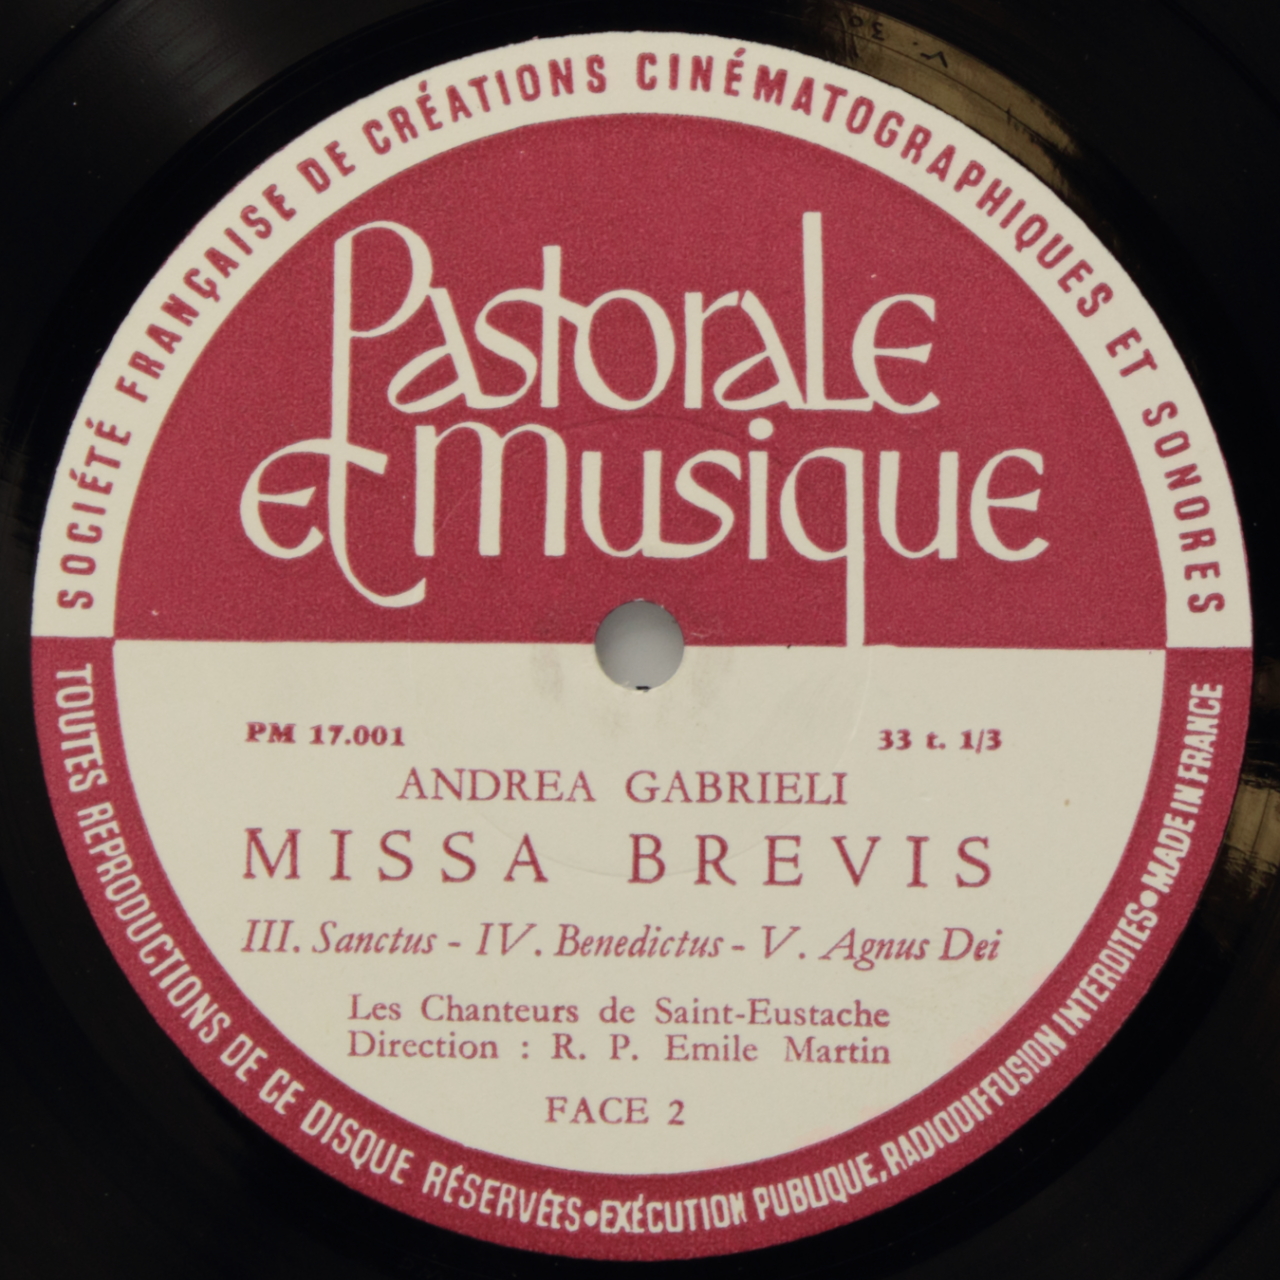 SOCIÉTÉ FRANÇAISE DE CRÉATIONS CINÉMATOGRAPHIQUES ET SONORES
Pastorale
et musique
PM 17.001 33 t. 1/3
ANDREA GABRIELI
MISSA BREVIS
III. Sanctus - IV. Benedictus - V. Agnus Dei
Les Chanteurs de Saint-Eustache
Direction : R. P. Emile Martin
FACE 2
TOUTES REPRODUCTIONS DE CE DISQUE RÉSERVÉES•EXÉCUTION PUBLIQUE, RADIODIFFUSION INTERDITES•MADE IN FRANCE